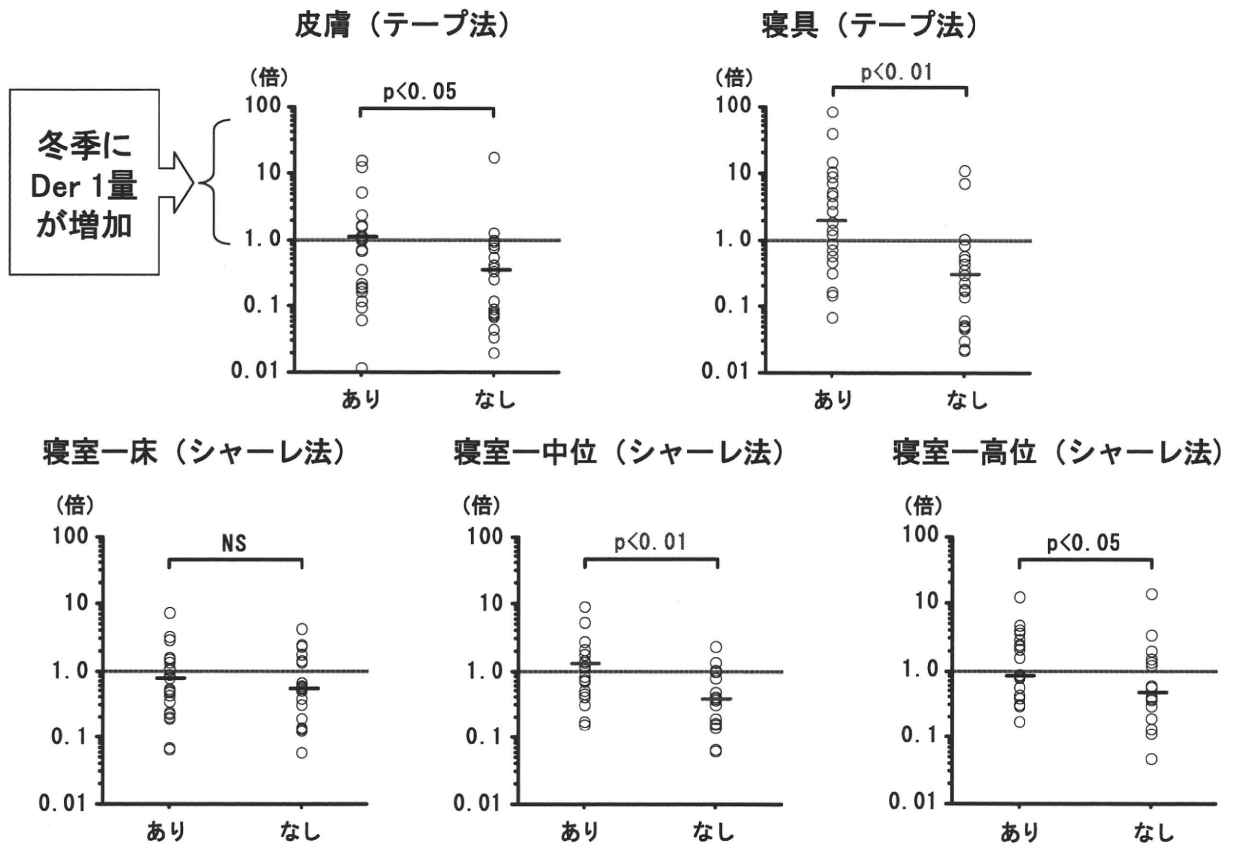 皮膚（テープ法）
寝具（テープ法）
冬季に
Der 1量
が増加
（倍）
p<0.05
100
10
1.0
0.1
0.01
あり
なし
（倍）
p<0.01
100
10
1.0
0.1
0.01
あり
なし
寝室ー床（シャーレ法）
寝室ー中位（シャーレ法）
寝室ー高位（シャーレ法）
（倍）
NS
100
10
1.0
0.1
0.01
あり
なし
（倍）
p<0.01
100
10
1.0
0.1
0.01
あり
なし
（倍）
p<0.05
100
10
1.0
0.1
0.01
あり
なし